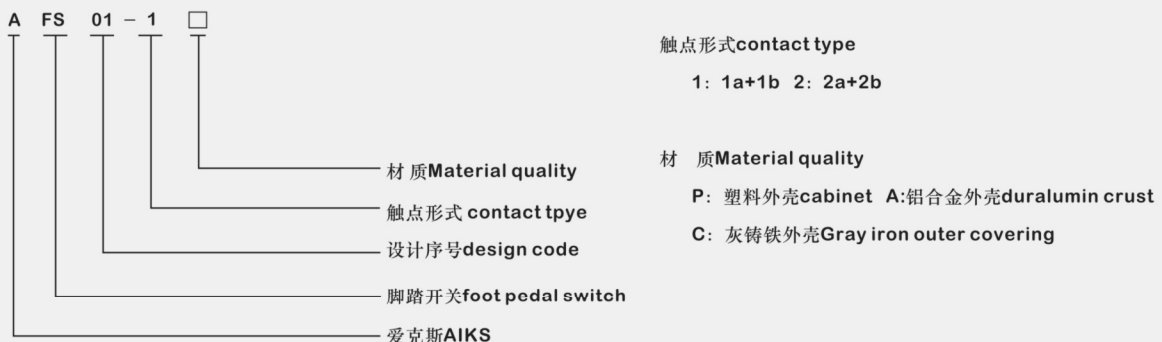 A FS 01 - 1 □
触点形式contact type
1: 1a+1b 2: 2a+2b
材 质Material quality
P: 塑料外壳cabinet A:铝合金外壳duralumin crust
C: 灰铸铁外壳Gray iron outer covering
材 质Material quality
触点形式 contact tpye
设计序号design code
脚踏开关foot pedal switch
爱克斯AIKS